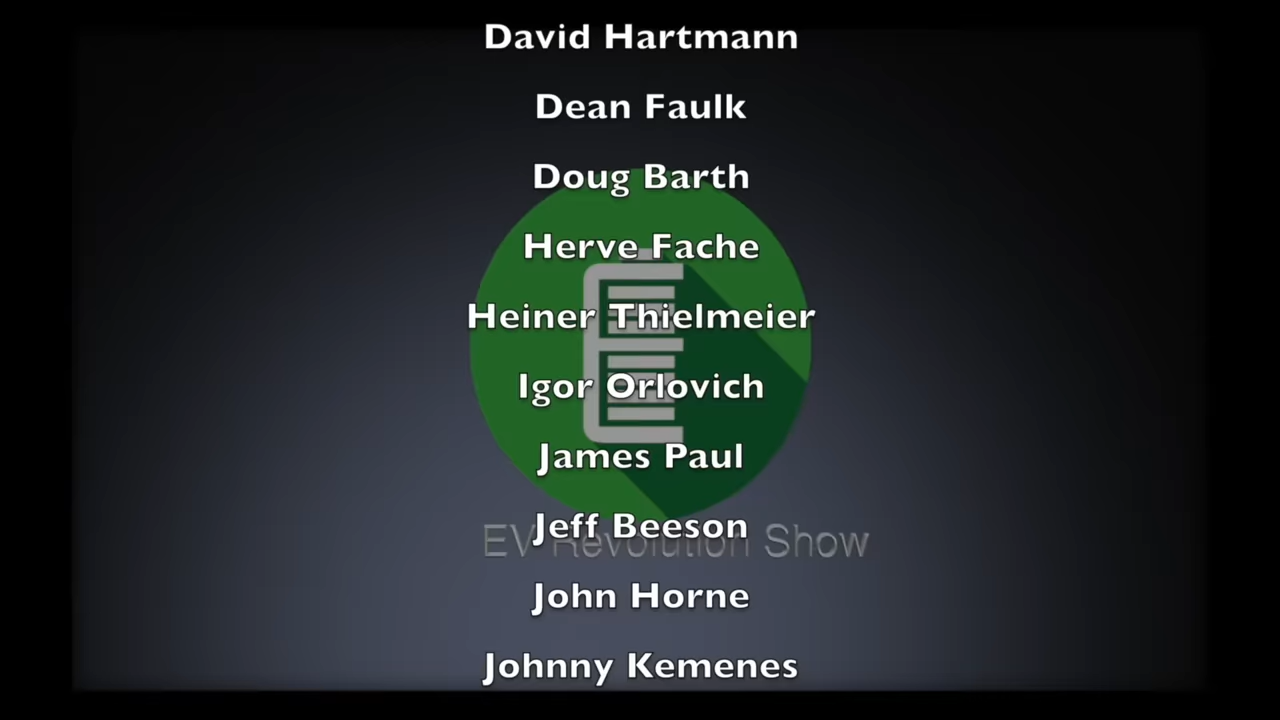 David Hartmann
Dean Faulk
Doug Barth
Herve Fache
Heiner Thielmeier
Igor Orlovich
James Paul
Jeff Beeson
EV Revolution Show
John Horne
Johnny Kemenes